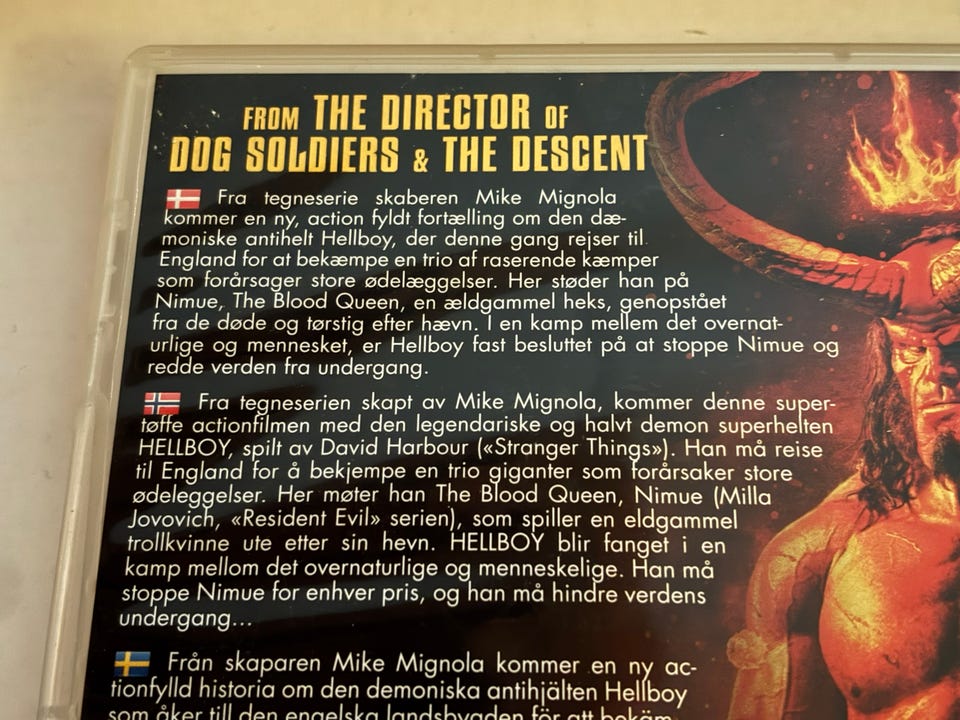 FROM THE DIRECTOR OF
DOG SOLDIERS & THE DESCENT
Fra tegneserie skaberen Mike Mignola
kommer en ny, action fyldt fortælling om den dæ-
moniske antihelt Hellboy, der denne gang rejser til
England for at bekæmpe en trio af raserende kæmper
som forårsager store ødelæggelser. Her støder han på
Nimue, The Blood Queen, en ældgammel heks, genopstået
fra de døde og tørstig efter hævn. I en kamp mellem det overnat-
urlige og mennesket, er Hellboy fast besluttet på at stoppe Nimue og
redde verden fra undergang.
Fra tegneserien skapt av Mike Mignola, kommer denne super-
tøffe actionfilmen med den legendariske og halvt demon superhelten
HELLBOY, spilt av David Harbour («Stranger Things»). Han må reise
til England for å bekjempe en trio giganter som forårsaker store
ødeleggelser. Her møter han The Blood Queen, Nimue (Milla
Jovovich, «Resident Evil» serien), som spiller en eldgammel
trollkvinne ute etter sin hevn. HELLBOY blir fanget i en
kamp mellom det overnaturlige og menneskelige. Han må
stoppe Nimue for enhver pris, og han må hindre verdens
undergang...
Från skaparen Mike Mignola kommer en ny ac-
tionfylld historia om den demoniska antihjälten Hellboy
som åker till den engelska landsbygden för att bekäm-